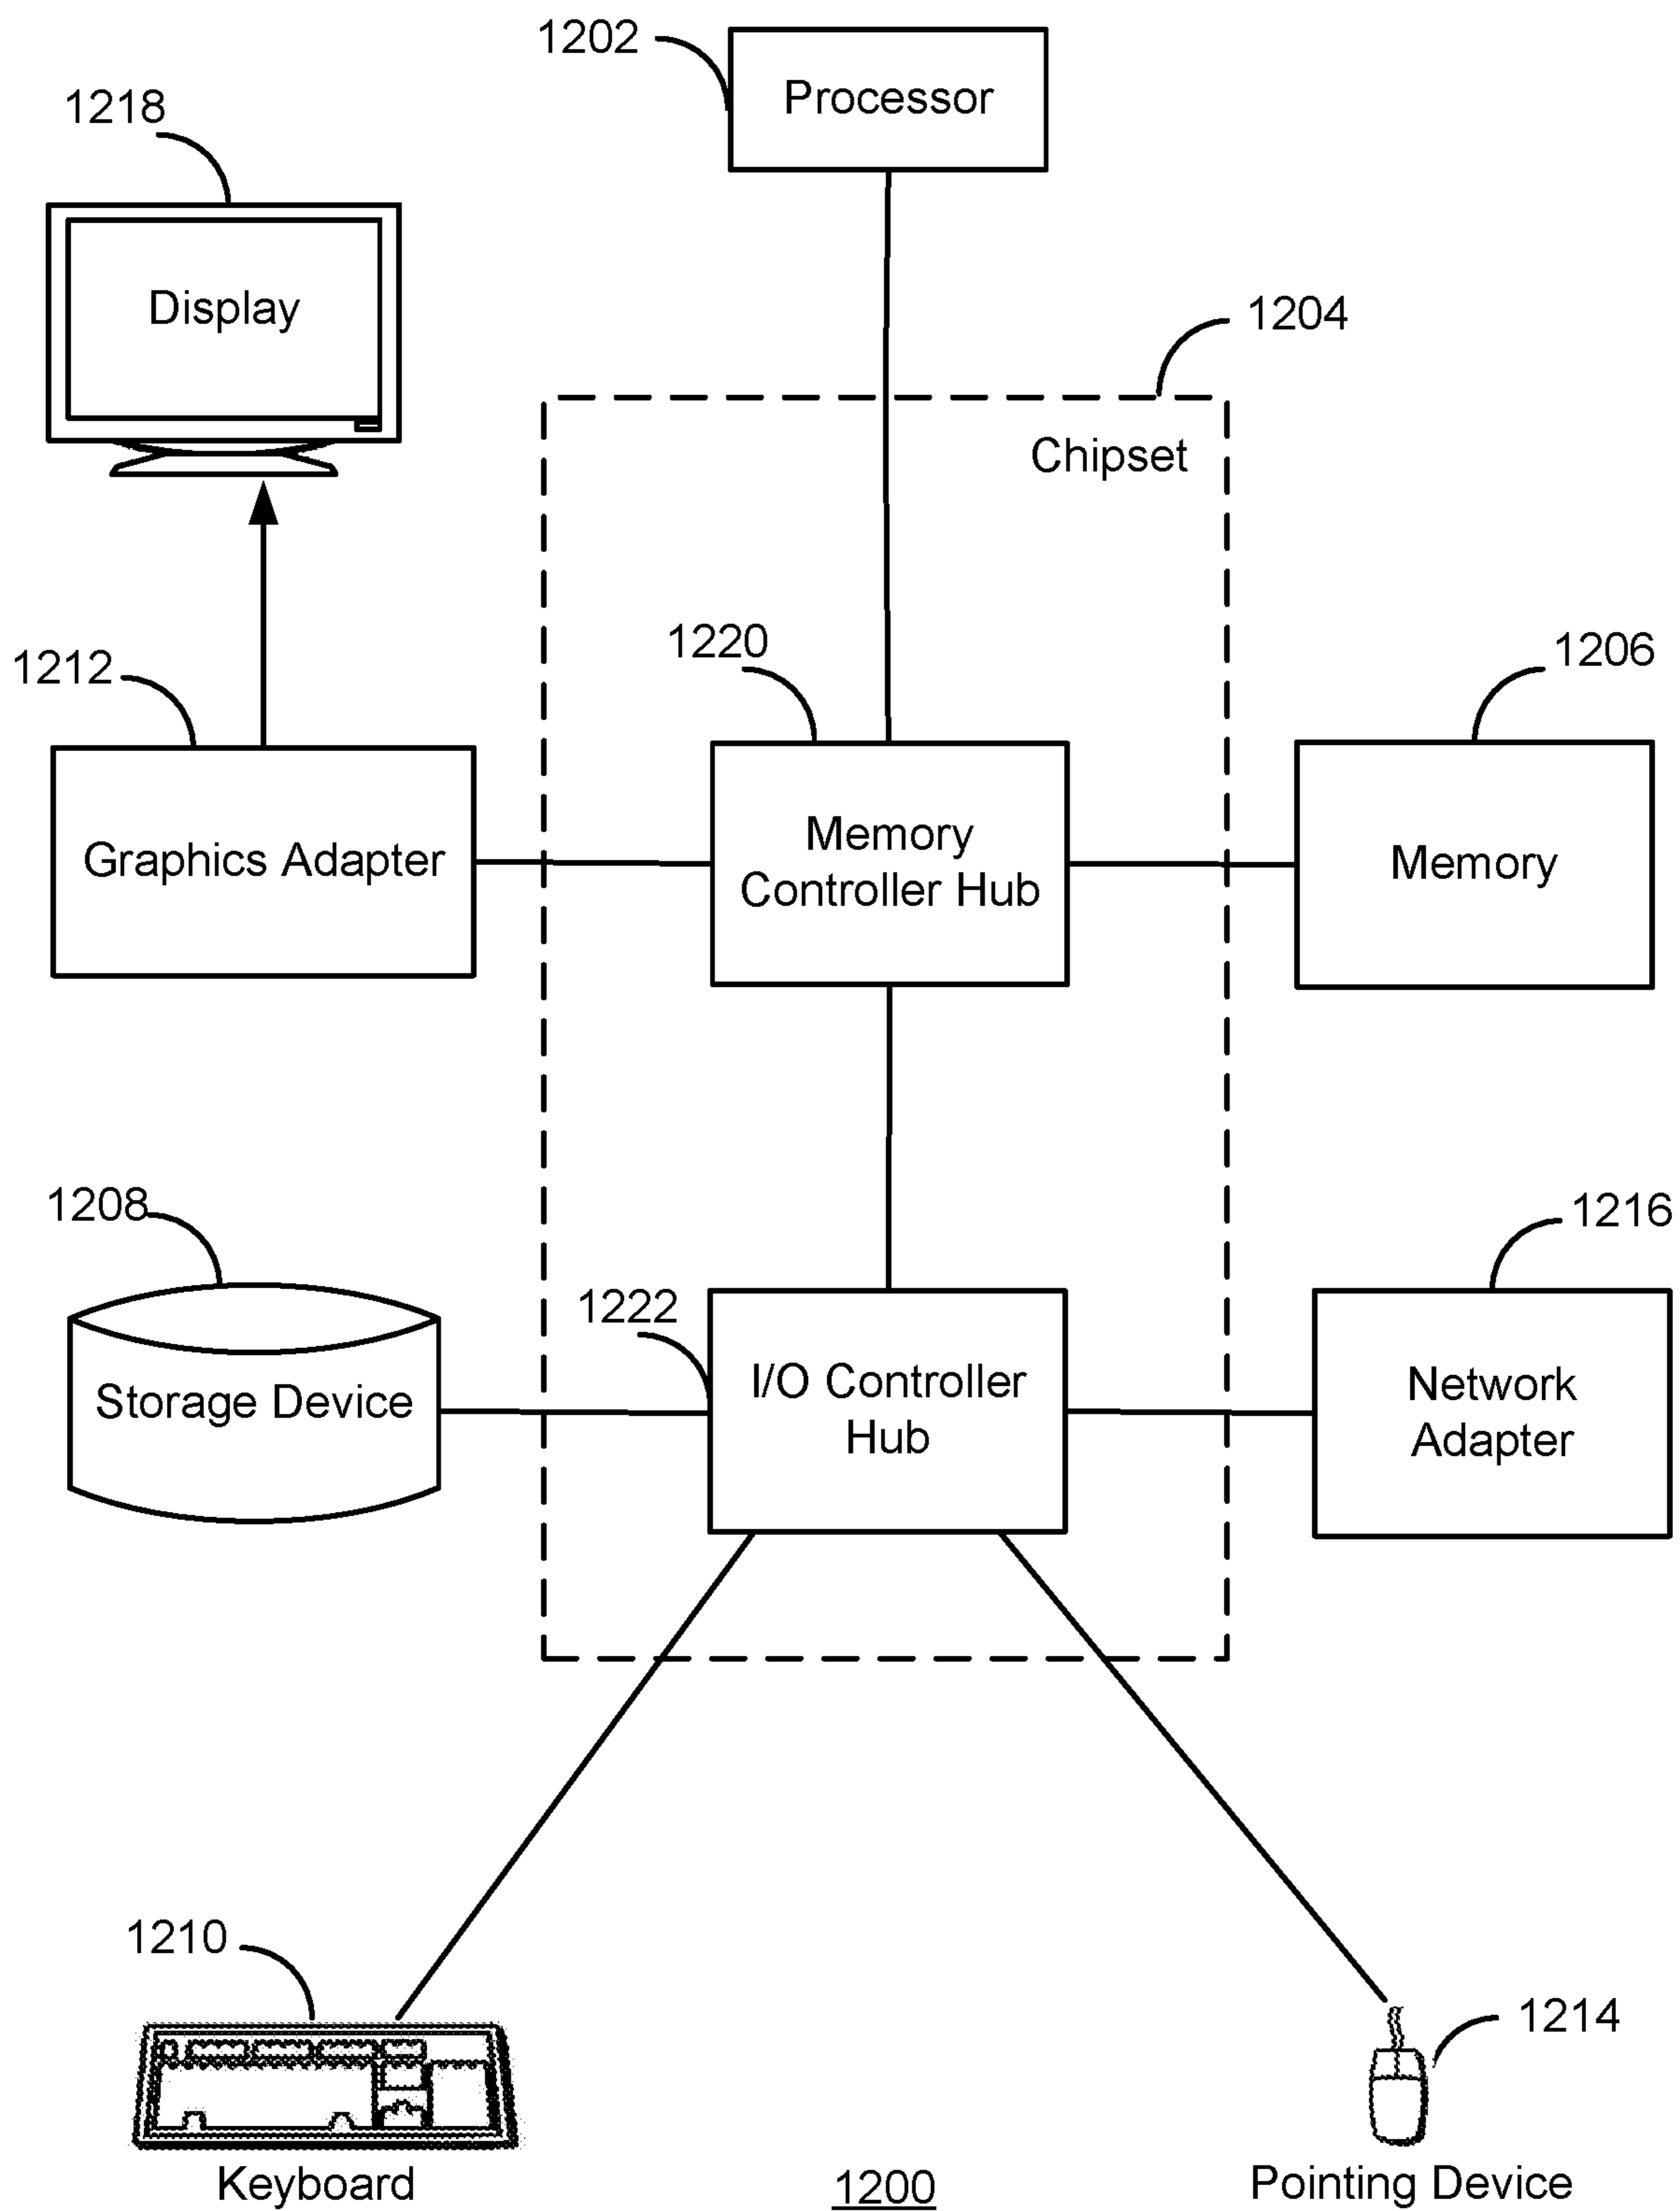 1202
Processor
1218
Display
1204
Chipset
1220
1206
1212
Memory
Controller Hub
Graphics Adapter
Memory
1208
1216
1222
I/O Controller
Hub
Storage Device
Network
Adapter
1210
1214
Keyboard
1200
Pointing Device